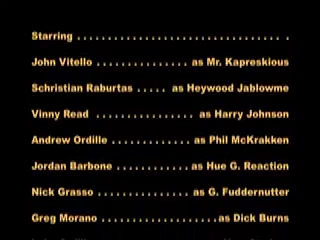 Starring . . . . . . . . . . . . . . . . . . . . . . . . . . . . . . . . . .
John Vitello . . . . . . . . . . . . . . . as Mr. Kapreskious
Schristian Raburtas . . . . . as Heywood Jablowme
Vinny Read . . . . . . . . . . . . . . . . as Harry Johnson
Andrew Ordille . . . . . . . . . . . . . as Phil McKrakken
Jordan Barbone . . . . . . . . . . . . as Hue G. Reaction
Nick Grasso . . . . . . . . . . . . . . . as G. Fuddernutter
Greg Morano . . . . . . . . . . . . . . . . . . . as Dick Burns